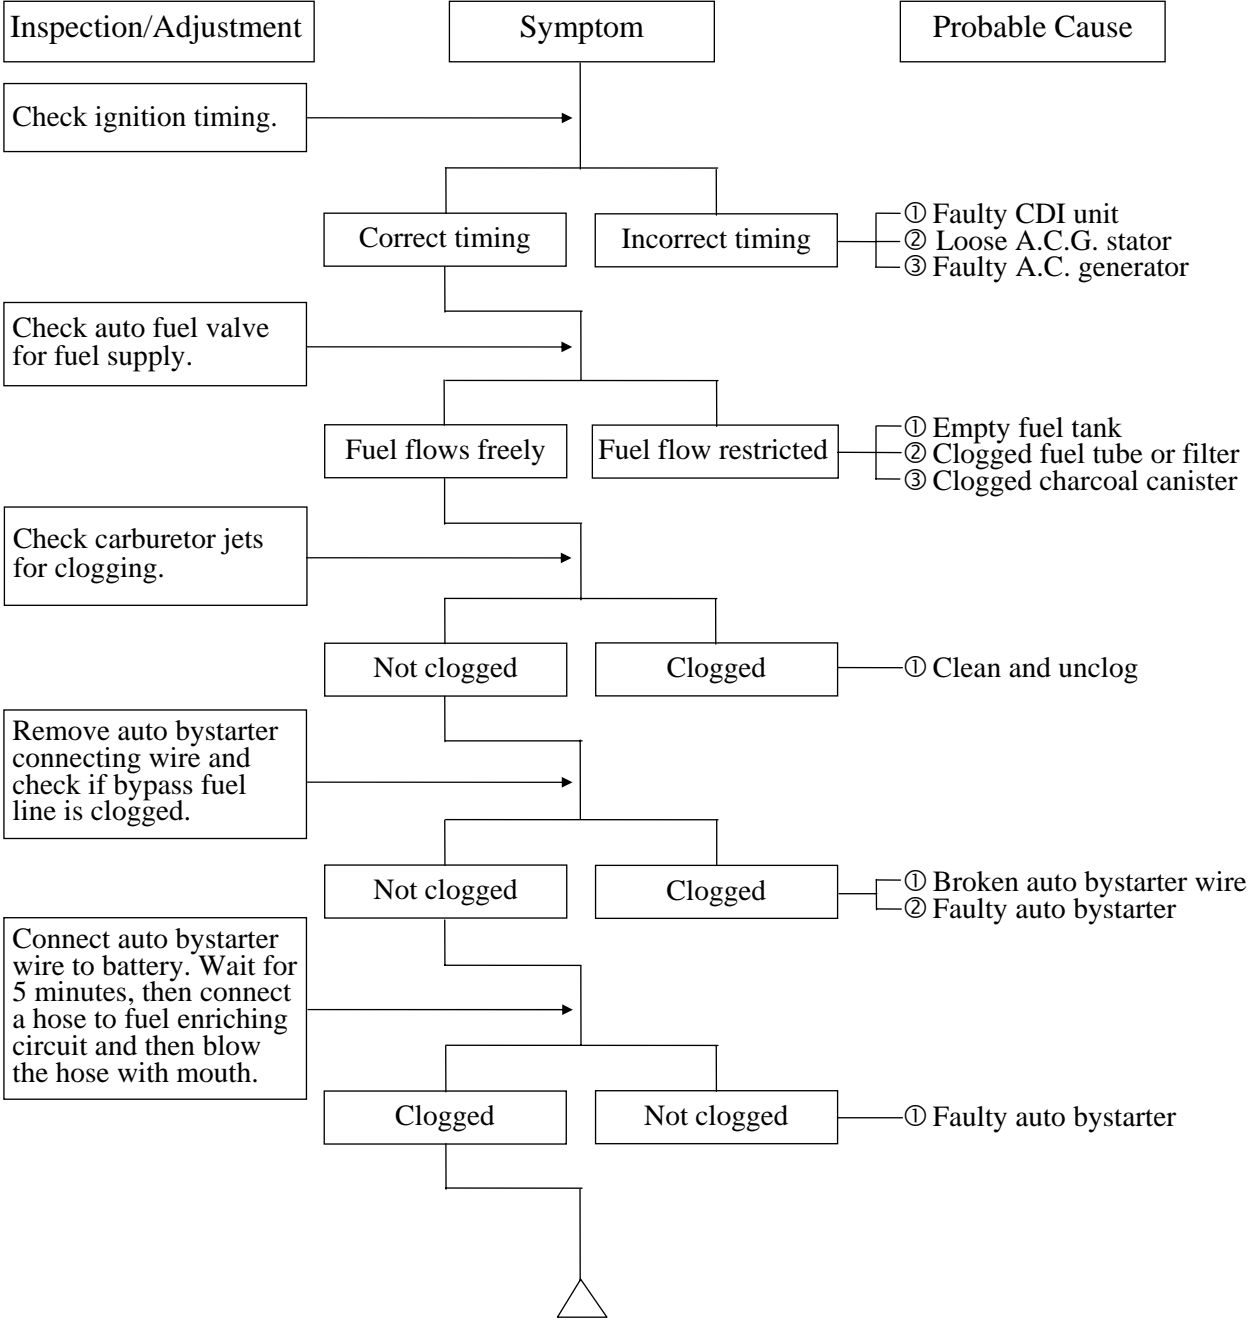 Inspection/Adjustment
Symptom
Probable Cause
Check ignition timing.
Correct timing
Incorrect timing
① Faulty CDI unit
② Loose A.C.G. stator
③ Faulty A.C. generator
Check auto fuel valve
for fuel supply.
Fuel flows freely
Fuel flow restricted
① Empty fuel tank
② Clogged fuel tube or filter
③ Clogged charcoal canister
Check carburetor jets
for clogging.
Not clogged
Clogged
① Clean and unclog
Remove auto bystarter
connecting wire and
check if bypass fuel
line is clogged.
Not clogged
Clogged
① Broken auto bystarter wire
② Faulty auto bystarter
Connect auto bystarter
wire to battery. Wait for
5 minutes, then connect
a hose to fuel enriching
circuit and then blow
the hose with mouth.
Clogged
Not clogged
① Faulty auto bystarter